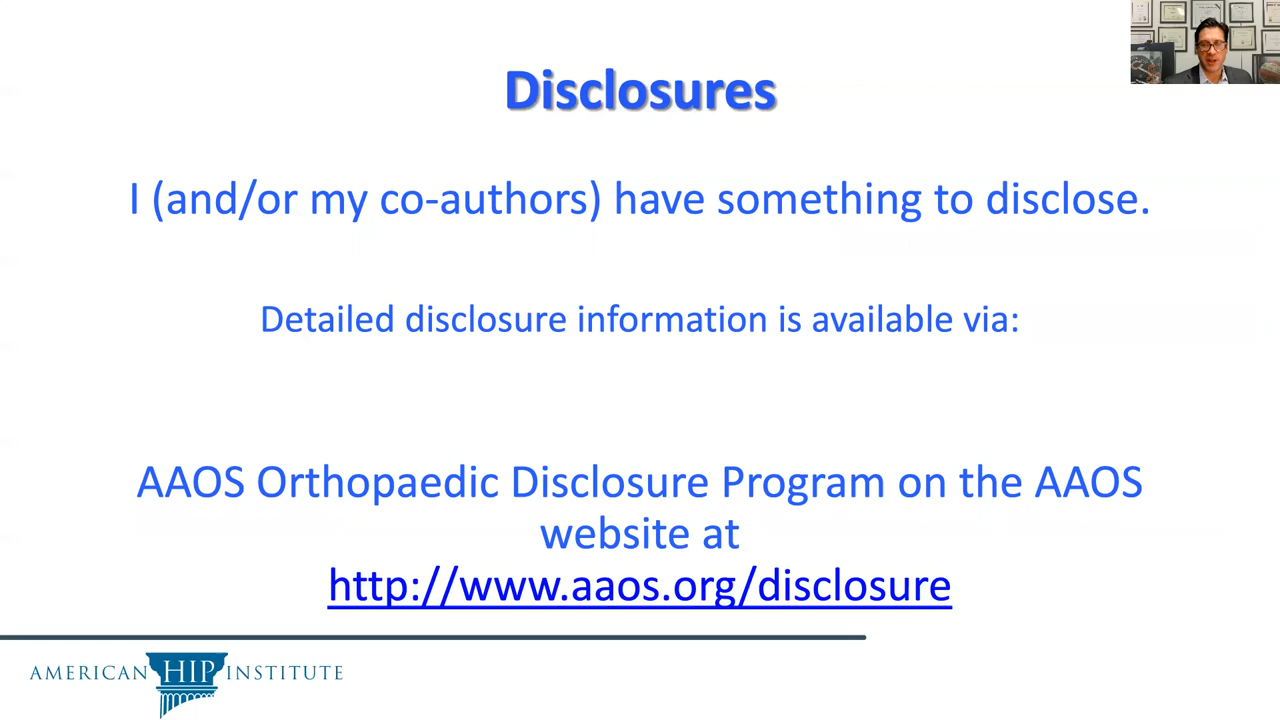 Disclosures
I (and/or my co-authors) have something to disclose.
Detailed disclosure information is available via:
AAOS Orthopaedic Disclosure Program on the AAOS
website at
http://www.aaos.org/disclosure
AMERICAN HIP INSTITUTE